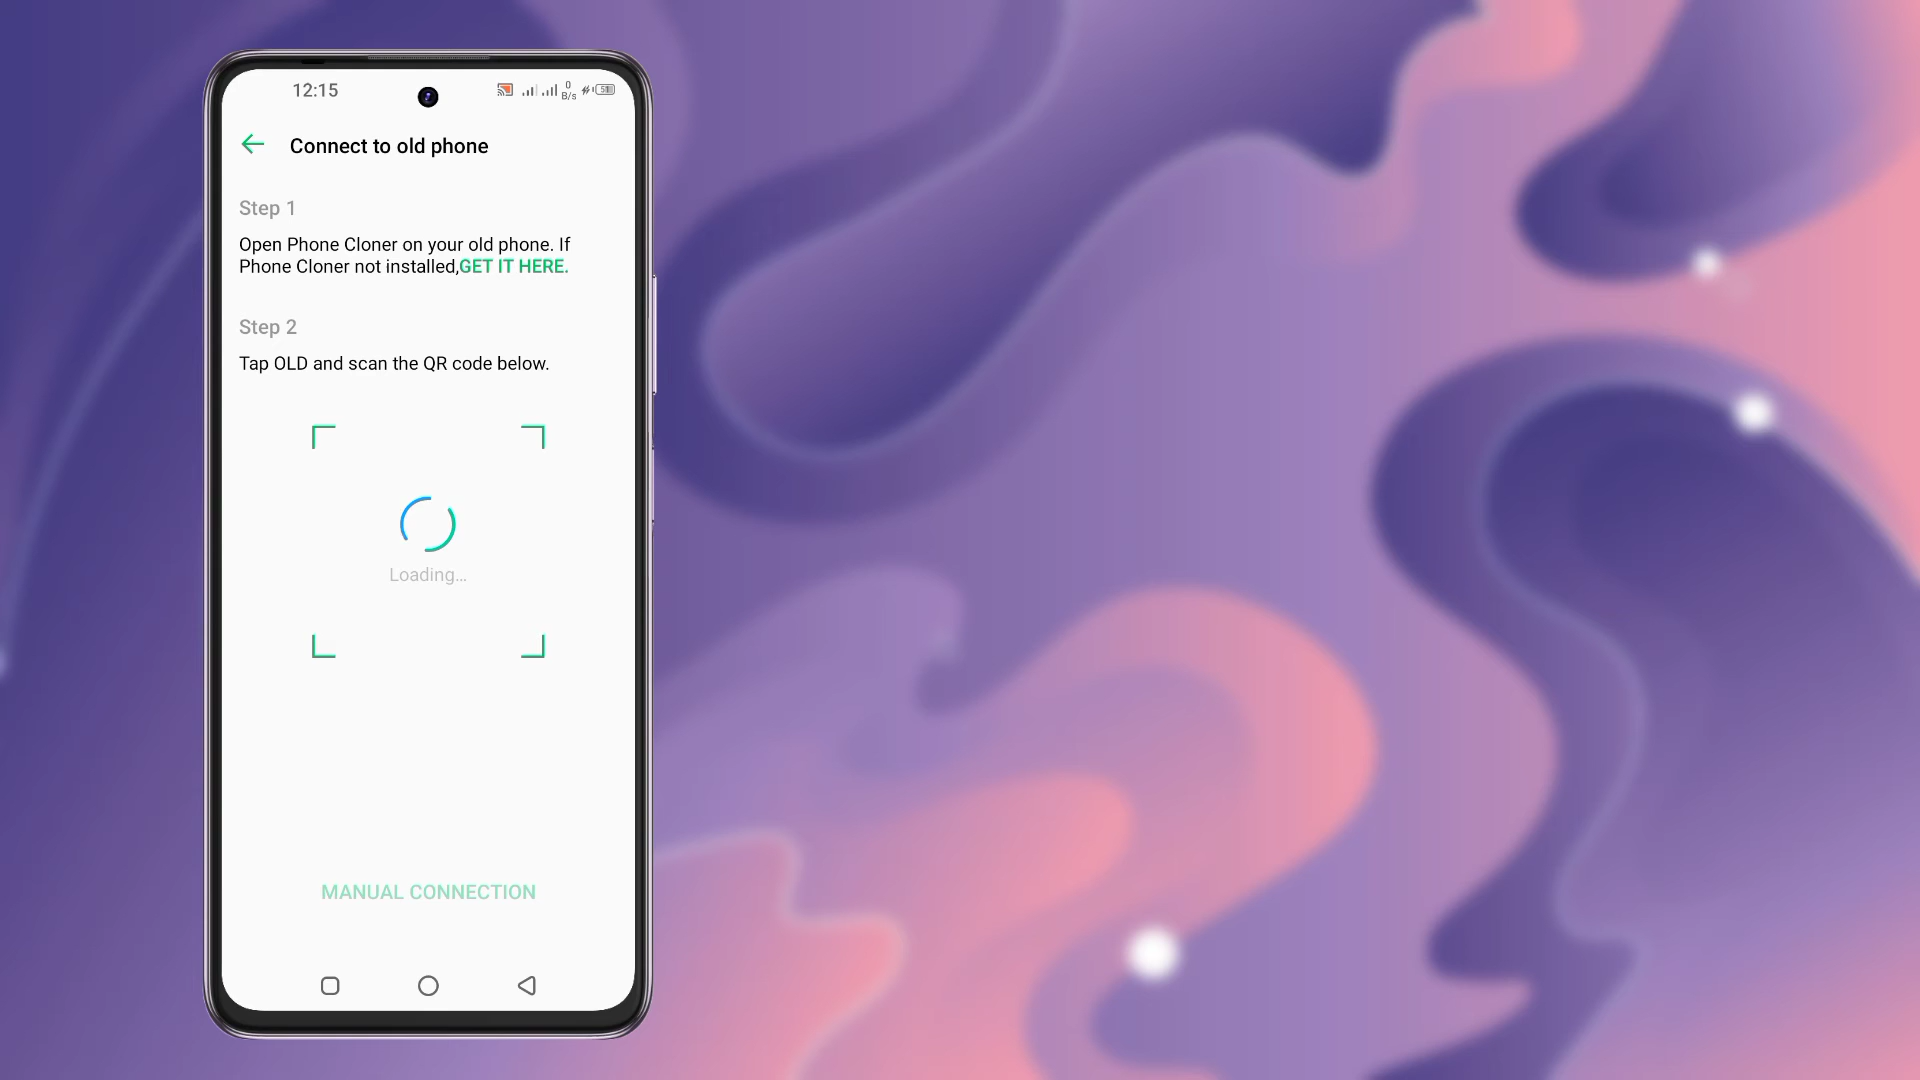 12:15
0
B/s
Connect to old phone
Step 1
Open Phone Cloner on your old phone. If
Phone Cloner not installed,GET IT HERE.
Step 2
Tap OLD and scan the QR code below.
Loading...
MANUAL CONNECTION